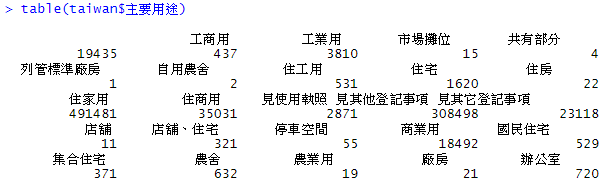 > table(taiwan$主要用途)
工商用 工業用 市場攤位 共有部分
19435 437 3810 15 4
列管標準廠房 自用農舍 住工用 住宅 住房
1 2 531 1620 22
住家用 住商用 見使用執照 見其他登記事項 見其它登記事項
491481 35031 2871 308498 23118
店舖 店舖、住宅 停車空間 商業用 國民住宅
11 321 55 18492 529
集合住宅 農舍 農業用 廠房 辦公室
371 632 19 21 720